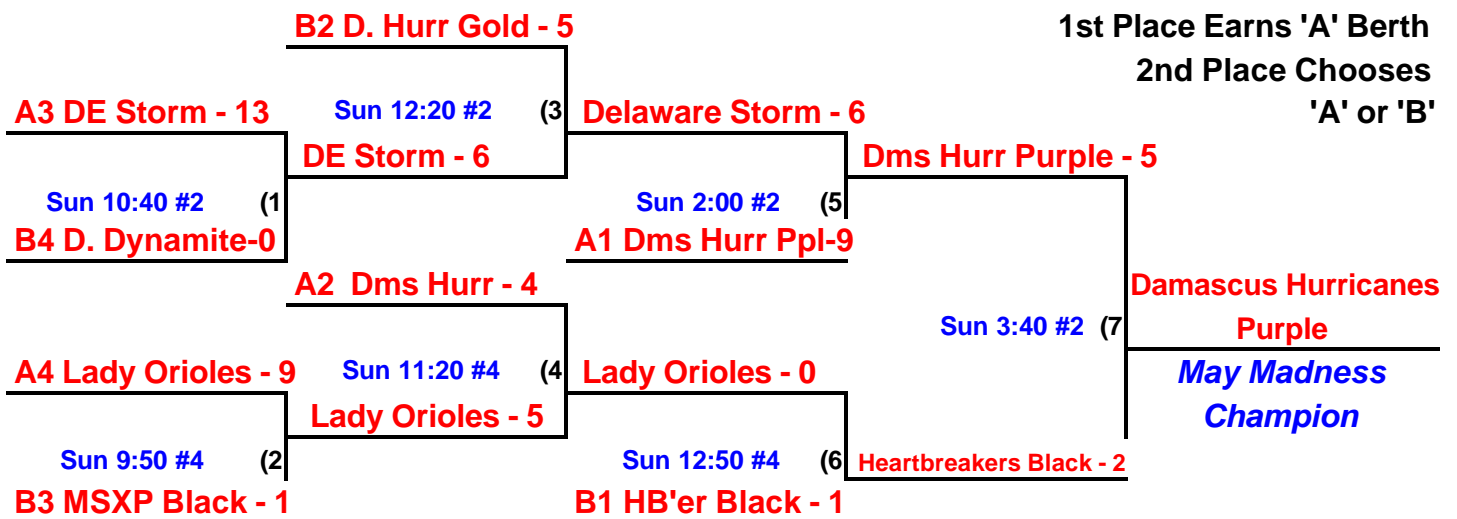 B2 D. Hurr Gold - 5
1st Place Earns 'A' Berth
2nd Place Chooses
'A' or 'B'
A3 DE Storm - 13
Sun 12:20 #2 (3
Delaware Storm - 6
DE Storm - 6
Dms Hurr Purple - 5
Sun 10:40 #2 (1
Sun 2:00 #2 (5
B4 D. Dynamite-0
A1 Dms Hurr Ppl-9
A2 Dms Hurr - 4
Damascus Hurricanes
Purple
Sun 3:40 #2 (7
A4 Lady Orioles - 9
Sun 11:20 #4 (4
Lady Orioles - 0
May Madness
Champion
Lady Orioles - 5
Sun 9:50 #4 (2
Sun 12:50 #4 (6
Heartbreakers Black - 2
B3 MSXP Black - 1
B1 HB'er Black - 1